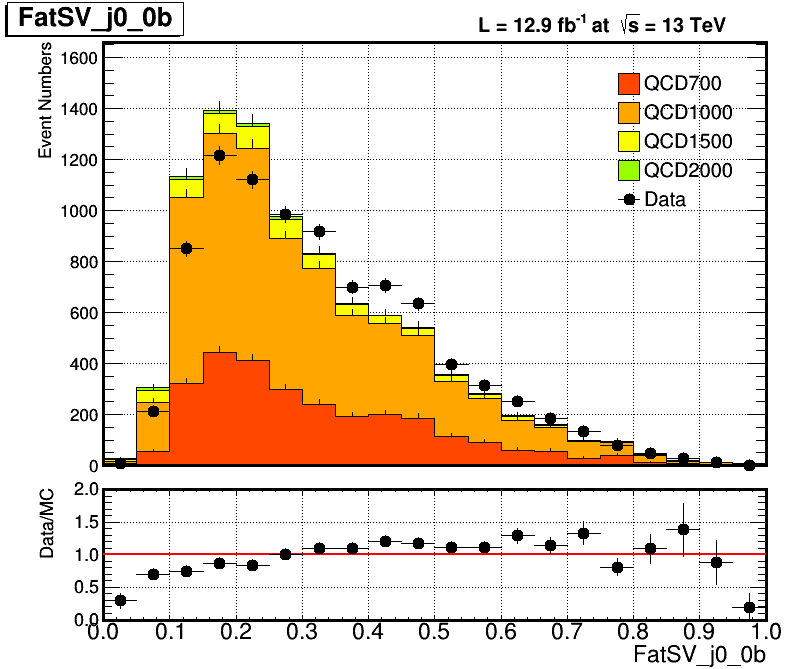 FatSV_j0_0b
L = 12.9 fb⁻¹ at √s = 13 TeV
Event Numbers
1600
1400
1200
1000
800
600
400
200
0
QCD700
QCD1000
QCD1500
QCD2000
Data
Data/MC
2.0
1.5
1.0
0.5
0.0
0.0 0.1 0.2 0.3 0.4 0.5 0.6 0.7 0.8 0.9 1.0
FatSV_j0_0b